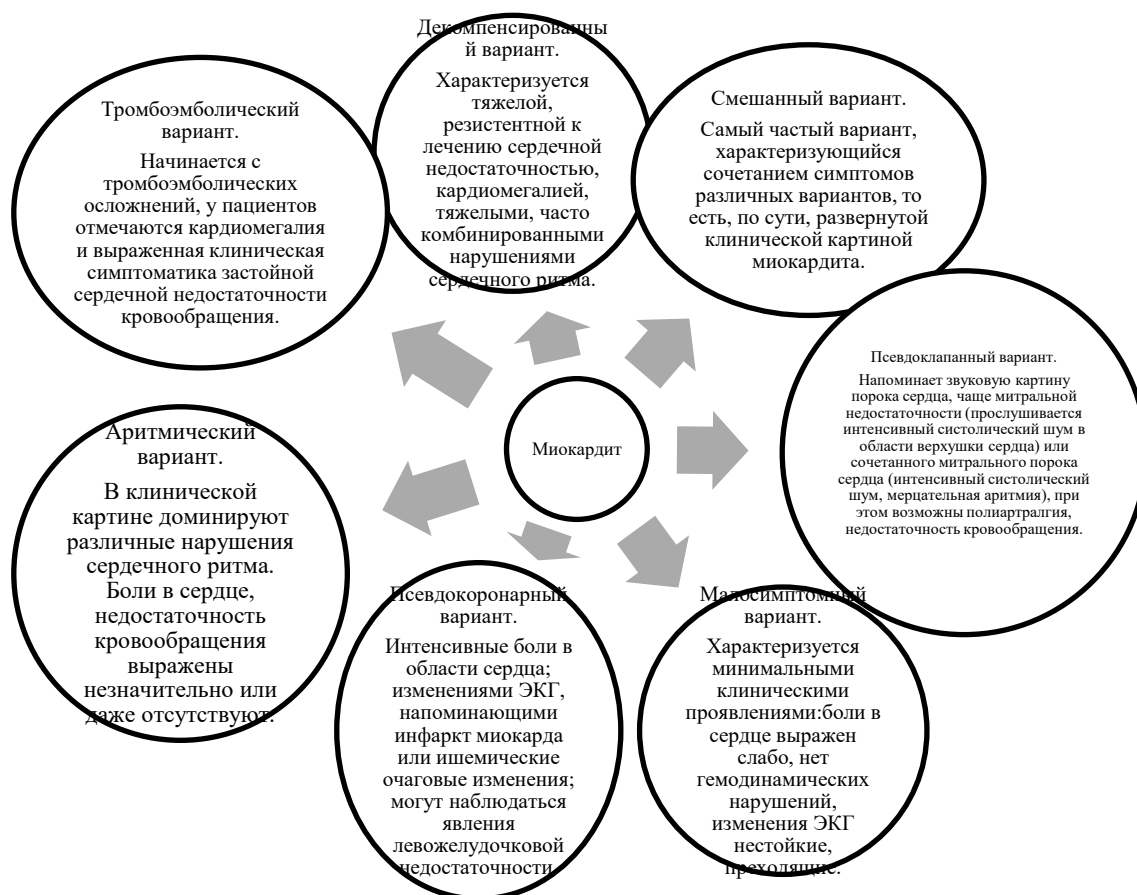 Декомпенсированны
й вариант.
Характеризуется
тяжелой,
резистентной к
лечению сердечной
недостаточностью,
кардиомегалией,
тяжелыми, часто
комбинированными
нарушениями
сердечного ритма.
Смешанный вариант.
Самый частый вариант,
характеризующийся
сочетанием симптомов
различных вариантов, то
есть, по сути, развернутой
клинической картиной
миокардита.
Псевдоклапанный вариант.
Напоминает звуковую картину
порока сердца, чаще митральной
недостаточности (прослушивается
интенсивный систолический шум в
области верхушки сердца) или
сочетанного митрального порока
сердца (интенсивный систолический
шум, мерцательная аритмия), при
этом возможны полиартралгия,
недостаточность кровообращения.
Малосимптомный
вариант.
Характеризуется
минимальными
клиническими
проявлениями:боли в
сердце выражен
слабо, нет
гемодинамических
нарушений,
изменения ЭКГ
нестойкие,
преходящие.
Псевдокоронарный
вариант.
Интенсивные боли в
области сердца;
изменениями ЭКГ,
напоминающими
инфаркт миокарда
или ишемические
очаговые изменения;
могут наблюдаться
явления
левожелудочковой
недостаточности.
Аритмический
вариант.
В клинической
картине доминируют
различные нарушения
сердечного ритма.
Боли в сердце,
недостаточность
кровообращения
выражены
незначительно или
даже отсутствуют.
Тромбоэмболический
вариант.
Начинается с
тромбоэмболических
осложнений, у пациентов
отмечаются кардиомегалия
и выраженная клиническая
симптоматика застойной
сердечной недостаточности
кровообращения.
Миокардит